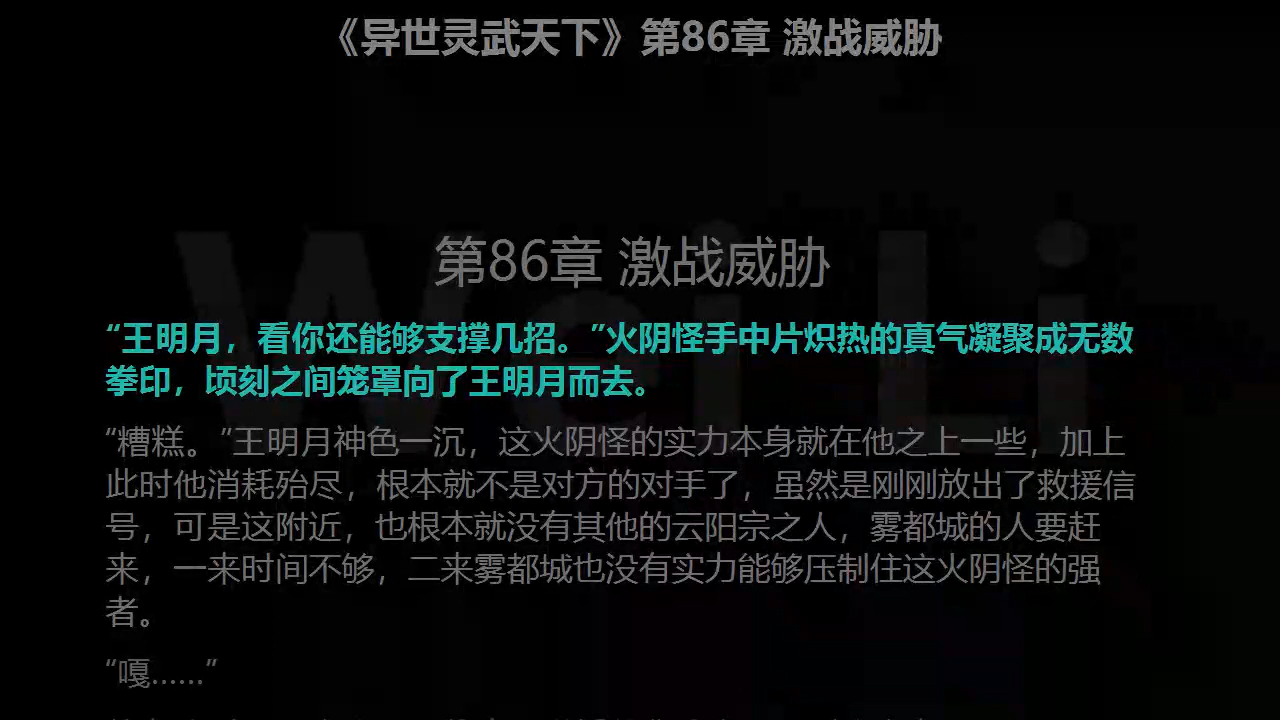 《异世灵武天下》第86章 激战威胁
Wei Li
第86章 激战威胁
“王明月，看你还能够支撑几招。”火阴怪手中片炽热的真气凝聚成无数
拳印，顷刻之间笼罩向了王明月而去。
“糟糕。”王明月神色一沉，这火阴怪的实力本身就在他之上一些，加上
此时他消耗殆尽，根本就不是对方的对手了，虽然是刚刚放出了救援信
号，可是这附近，也根本就没有其他的云阳宗之人，雾都城的人要赶
来，一来时间不够，二来雾都城也没有实力能够压制住这火阴怪的强
者。
“嘎……”